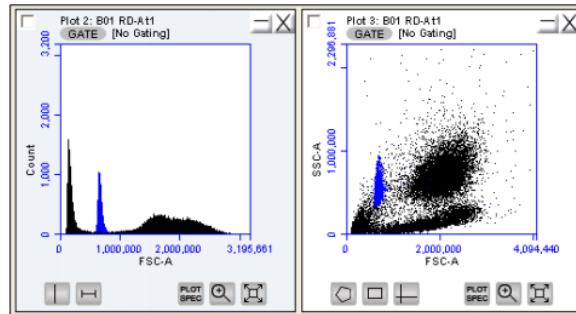 Plot 2: B01 RD-At1
GATE [No Gating]
3,200
2,000
1,000
0
Count
0 1,000,000 2,000,000 3,195,661
FSC-A
PLOT SPEC
Plot 3: B01 RD-At1
GATE [No Gating]
2,296,881
1,000,000
0
SSC-A
0 2,000,000 4,094,440
FSC-A
PLOT SPEC